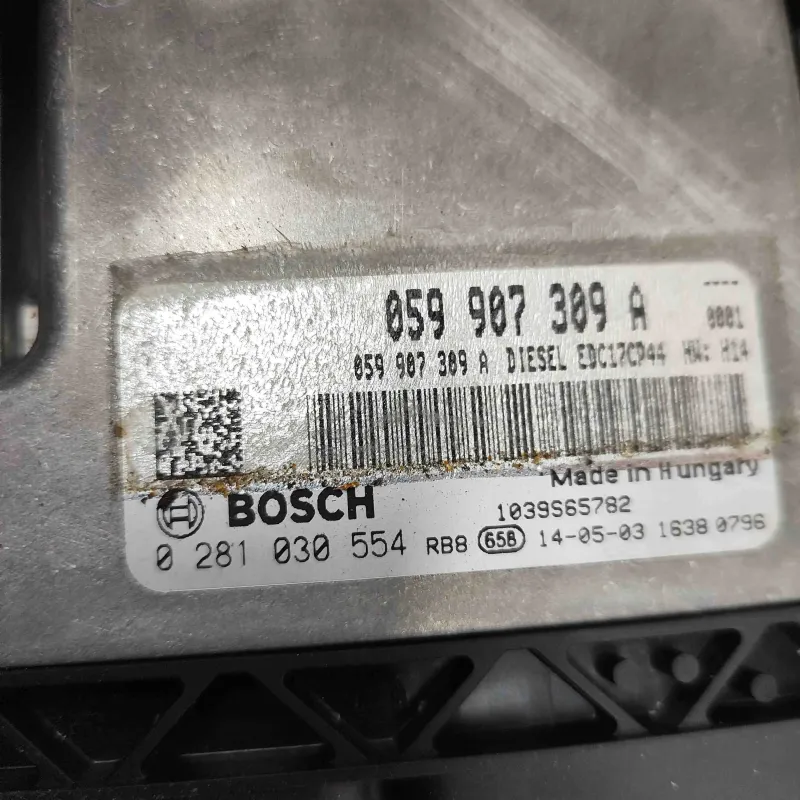 059 907 309 A
0001
059 907 309 A DIESEL EDC17CP44 HW: H14
Made in Hungary
BOSCH
1039S65782
0 281 030 554 RB8 658 14-05-03 1638 0796